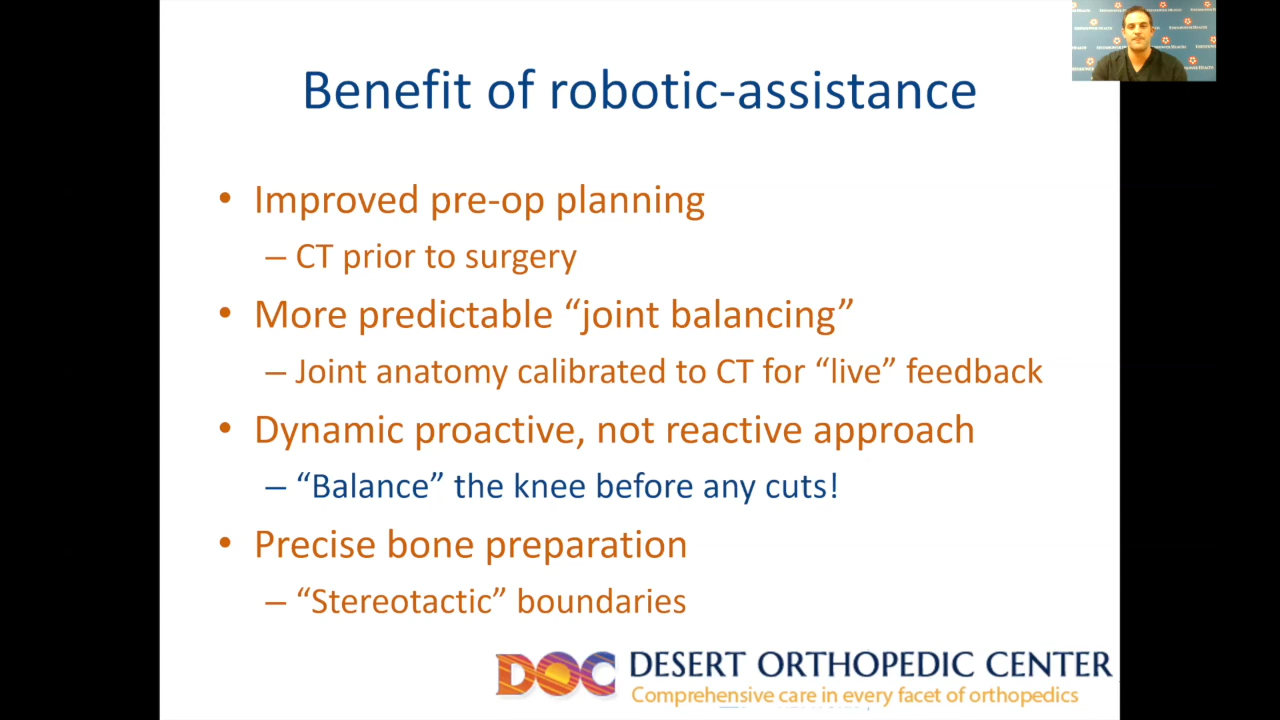 Benefit of robotic-assistance
• Improved pre-op planning
– CT prior to surgery
• More predictable “joint balancing”
– Joint anatomy calibrated to CT for “live” feedback
• Dynamic proactive, not reactive approach
– “Balance” the knee before any cuts!
• Precise bone preparation
– “Stereotactic” boundaries
DOC DESERT ORTHOPEDIC CENTER
Comprehensive care in every facet of orthopedics